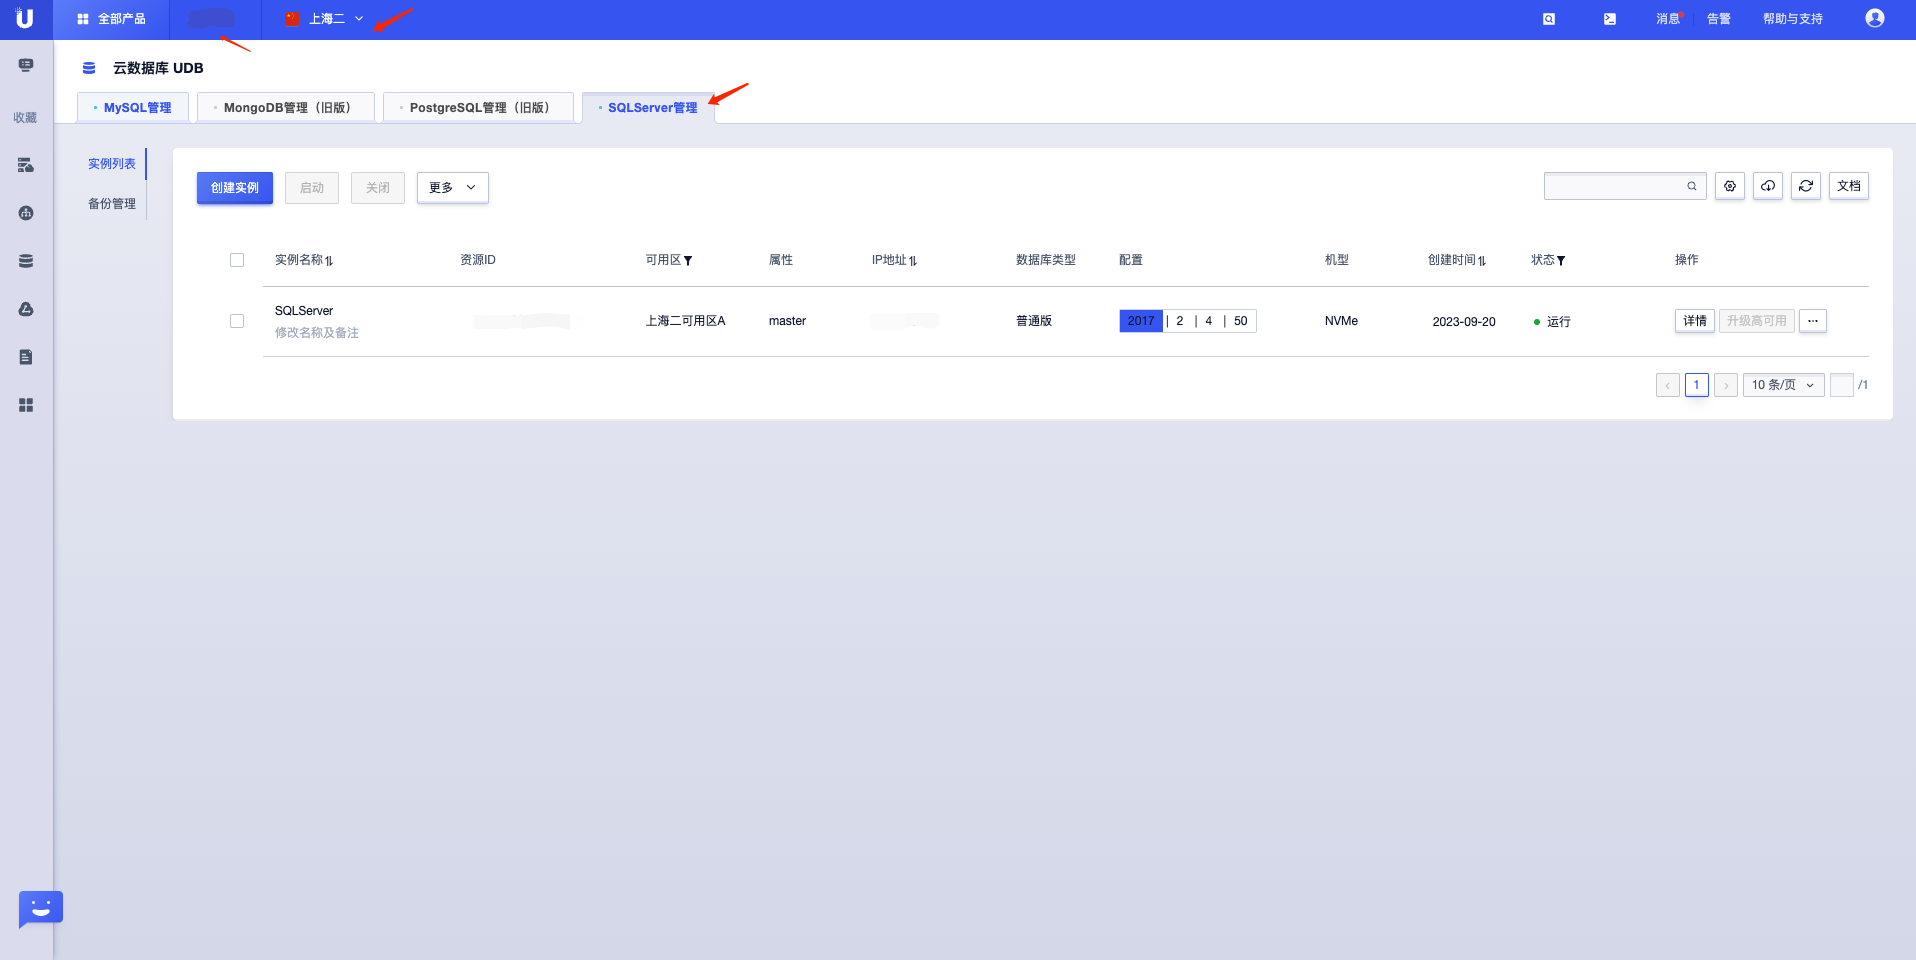 全部产品
上海二
消息
告警
帮助与支持
云数据库 UDB
MySQL管理
MongoDB管理（旧版）
PostgreSQL管理（旧版）
SQLServer管理
收藏
实例列表
备份管理
创建实例
启动
关闭
更多
文档
实例名称
资源ID
可用区
属性
IP地址
数据库类型
配置
机型
创建时间
状态
操作
SQLServer
修改名称及备注
上海二可用区A
master
普通版
2017 | 2 | 4 | 50
NVMe
2023-09-20
运行
详情
升级高可用
...
1
10 条/页
/1